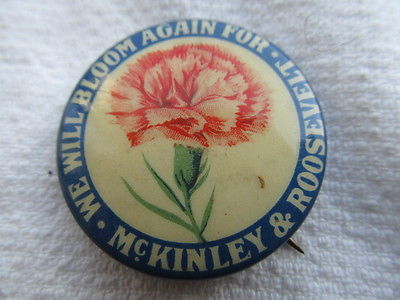 · WE WILL BLOOM AGAIN FOR ·
McKINLEY & ROOSEVELT